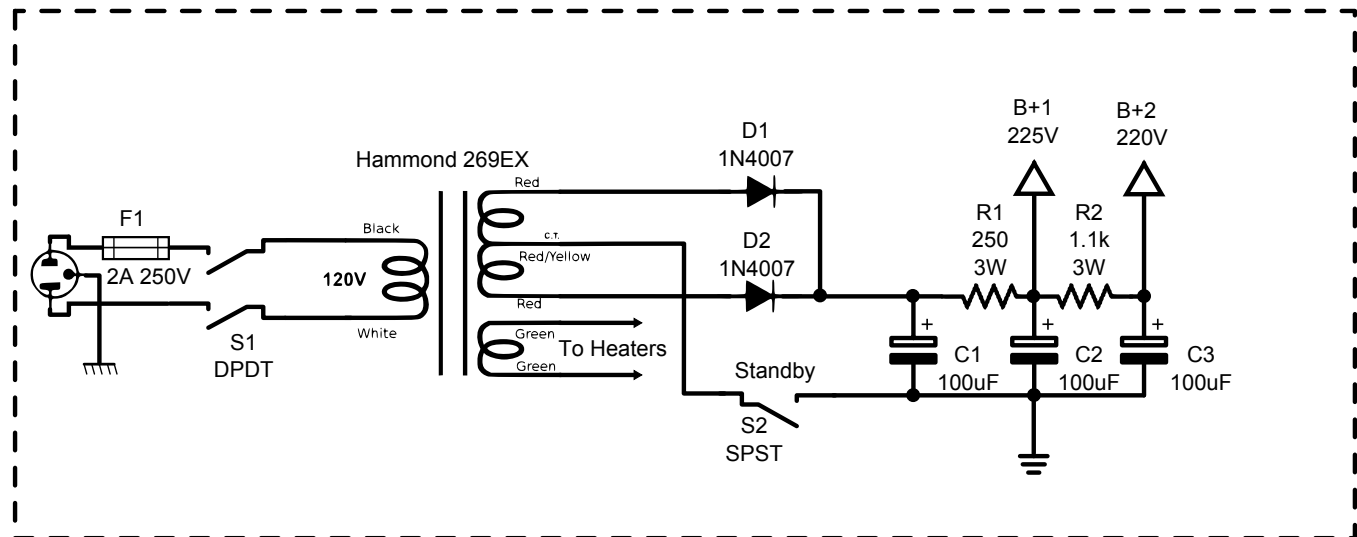 B+1
225V
B+2
220V
D1
1N4007
Hammond 269EX
Red
F1
2A 250V
Black
120V
White
C.T.
Red/Yellow
D2
1N4007
Red
R1
250
3W
R2
1.1k
3W
S1
DPDT
Green
Green
To Heaters
Standby
S2
SPST
+
C1
100uF
+
C2
100uF
+
C3
100uF